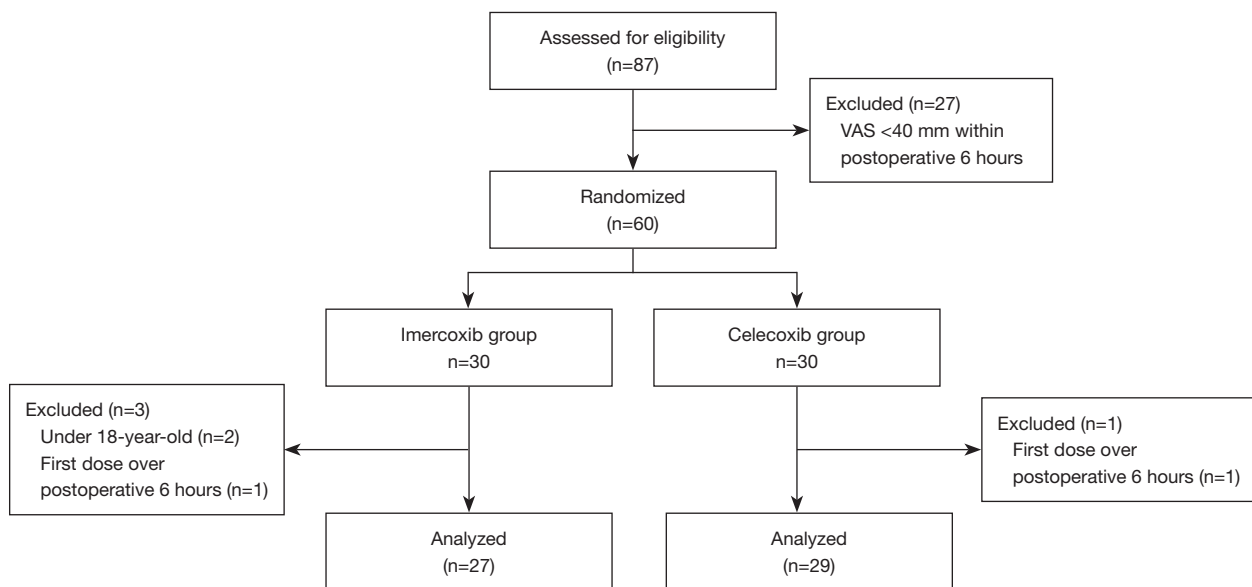 Assessed for eligibility
(n=87)
Excluded (n=27)
VAS <40 mm within
postoperative 6 hours
Randomized
(n=60)
Imercoxib group
n=30
Celecoxib group
n=30
Excluded (n=3)
Under 18-year-old (n=2)
First dose over
postoperative 6 hours (n=1)
Excluded (n=1)
First dose over
postoperative 6 hours (n=1)
Analyzed
(n=27)
Analyzed
(n=29)